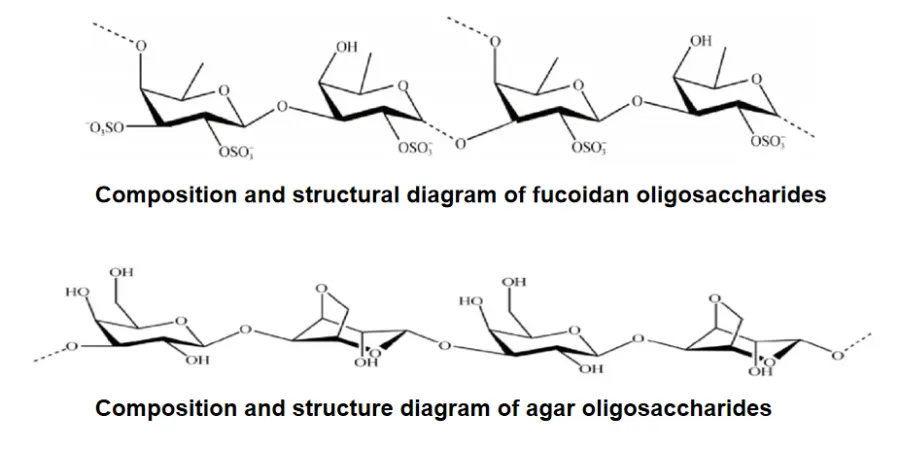 O OH O OH
O O O O
O O O
⁻O₃SO OSO₃⁻ OSO₃⁻ O OSO₃⁻ OSO₃⁻
Composition and structural diagram of fucoidan oligosaccharides
OH OH
HO O HO O
O O O O
O OH OH O O OH OH O O
Composition and structure diagram of agar oligosaccharides